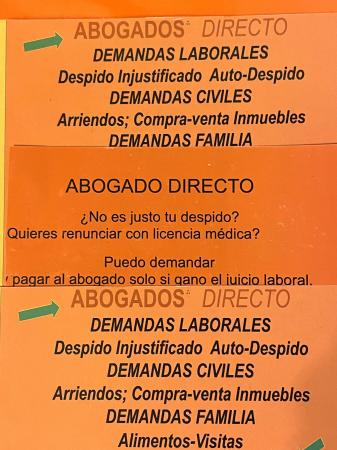 ABOGADOS DIRECTO
DEMANDAS LABORALES
Despido Injustificado Auto-Despido
DEMANDAS CIVILES
Arriendos; Compra-venta Inmuebles
DEMANDAS FAMILIA
ABOGADO DIRECTO
¿No es justo tu despido?
Quieres renunciar con licencia médica?
Puedo demandar
y pagar al abogado solo si gano el juicio laboral.
ABOGADOS DIRECTO
DEMANDAS LABORALES
Despido Injustificado Auto-Despido
DEMANDAS CIVILES
Arriendos; Compra-venta Inmuebles
DEMANDAS FAMILIA
Alimentos-Visitas